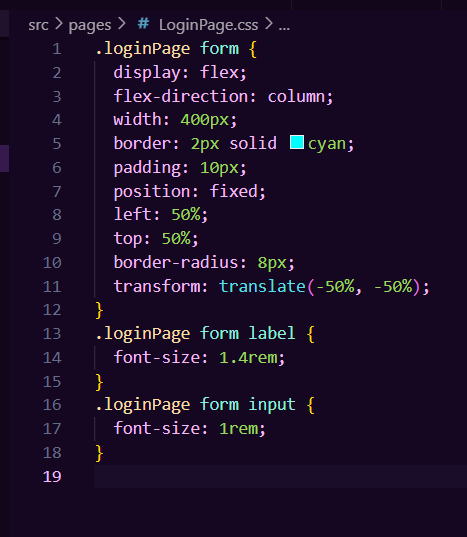 src > pages > # LoginPage.css > ...
1 .loginPage form {
2   display: flex;
3   flex-direction: column;
4   width: 400px;
5   border: 2px solid cyan;
6   padding: 10px;
7   position: fixed;
8   left: 50%;
9   top: 50%;
10   border-radius: 8px;
11   transform: translate(-50%, -50%);
12 }
13 .loginPage form label {
14   font-size: 1.4rem;
15 }
16 .loginPage form input {
17   font-size: 1rem;
18 }
19